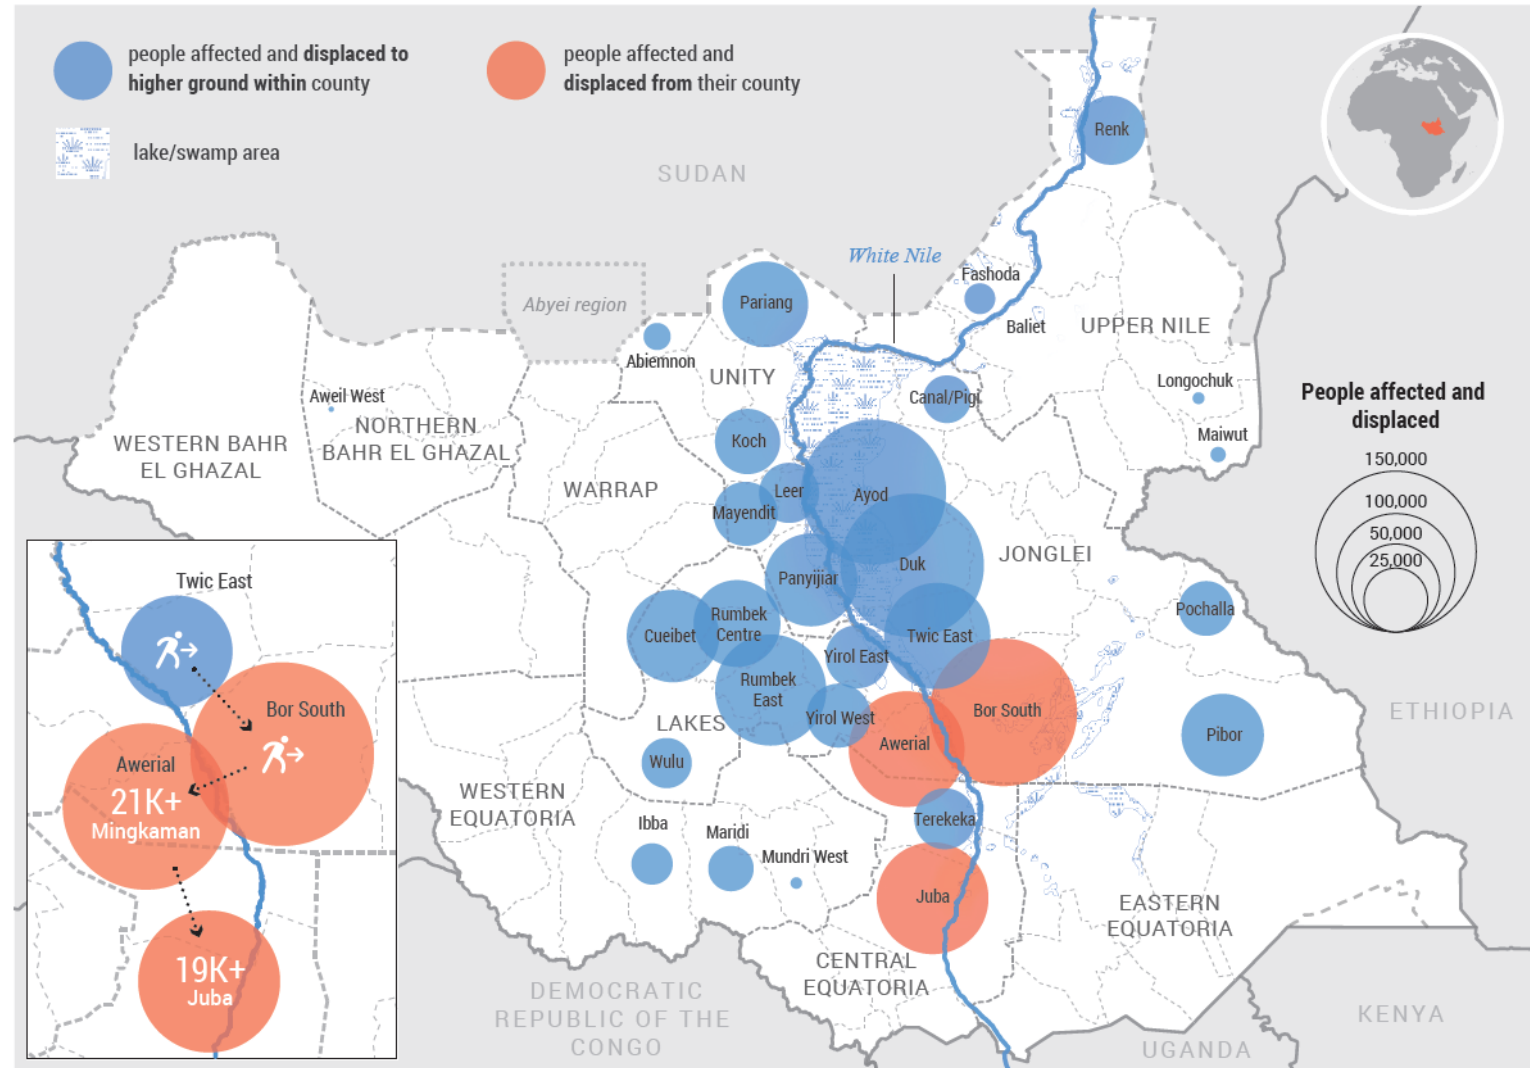 people affected and displaced to
higher ground within county
people affected and
displaced from their county
lake/swamp area
SUDAN
Renk
White Nile
Fashoda
Pariang
Abyei region
Baliet
UPPER NILE
Abiemnon
UNITY
Longochuk
People affected and
displaced
Aweil West
Canal/Pigi
NORTHERN
BAHR EL GHAZAL
WESTERN BAHR
EL GHAZAL
Koch
Maiwut
150,000
100,000
50,000
25,000
WARRAP
Leer
Ayod
Mayendit
JONGLEI
Duk
Panyijiar
Pochalla
Rumbek
Centre
Cueibet
Twic East
Yirol East
Rumbek
East
Yirol West
LAKES
Bor South
Awerial
ETHIOPIA
Pibor
Wulu
WESTERN
EQUATORIA
Ibba
Maridi
Terekeka
Mundri West
Juba
EASTERN
EQUATORIA
CENTRAL
EQUATORIA
DEMOCRATIC
REPUBLIC OF THE
CONGO
KENYA
UGANDA
Twic East
Bor South
Awerial
21K+
Mingkaman
19K+
Juba